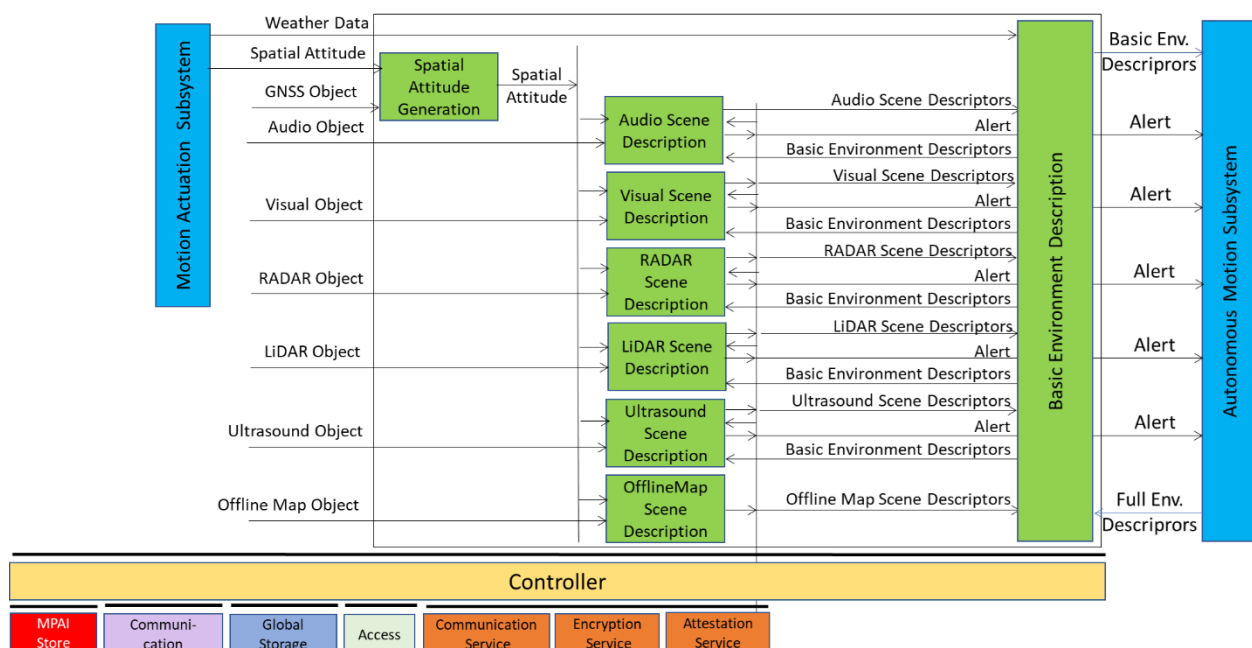 Motion Actuation Subsystem
Weather Data
Spatial Attitude
GNSS Object
Audio Object
Visual Object
RADAR Object
LiDAR Object
Ultrasound Object
Offline Map Object
Spatial
Attitude
Generation
Spatial
Attitude
Audio Scene
Description
Visual Scene
Description
RADAR
Scene
Description
LiDAR Scene
Description
Ultrasound
Scene
Description
OfflineMap
Scene
Description
Audio Scene Descriptors
Alert
Basic Environment Descriptors
Visual Scene Descriptors
Alert
Basic Environment Descriptors
RADAR Scene Descriptors
Alert
Basic Environment Descriptors
LiDAR Scene Descriptors
Alert
Basic Environment Descriptors
Ultrasound Scene Descriptors
Alert
Basic Environment Descriptors
Offline Map Scene Descriptors
Basic Environment Description
Basic Env.
Descriprors
Alert
Alert
Alert
Alert
Alert
Full Env.
Descriprors
Autonomous Motion Subsystem
Controller
MPAI
Store
Communi-
cation
Global
Storage
Access
Communication
Service
Encryption
Service
Attestation
Service